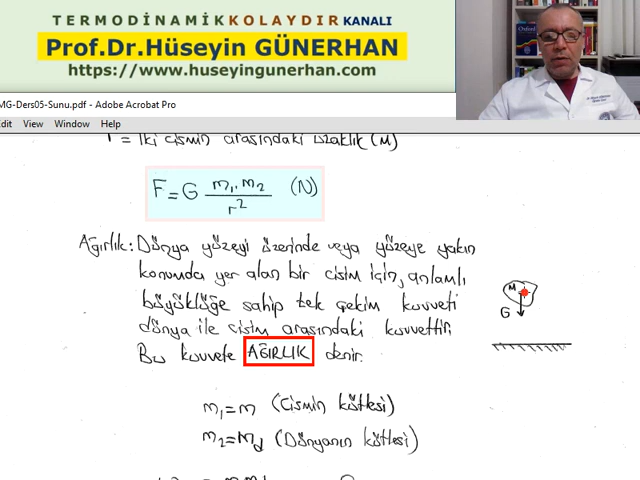 TERMODİNAMİKKOLAYDIR KANALI
Prof.Dr.Hüseyin GÜNERHAN
https://www.huseyingunerhan.com
MG-Ders05-Sunu.pdf - Adobe Acrobat Pro
Edit View Window Help
r = İki cismin arasındaki uzaklık (M)
F = G m1.m2 / r² (N)
Ağırlık: Dünya yüzeyi üzerinde veya yüzeye yakın
konumda yer alan bir cisim için, anlamlı
büyüklüğe sahip tek çekim kuvveti
dünya ile cisim arasındaki kuvvettir.
Bu kuvvete AĞIRLIK denir.
M
G
m1 = m (Cismin kütlesi)
m2 = Md (Dünyanın kütlesi)